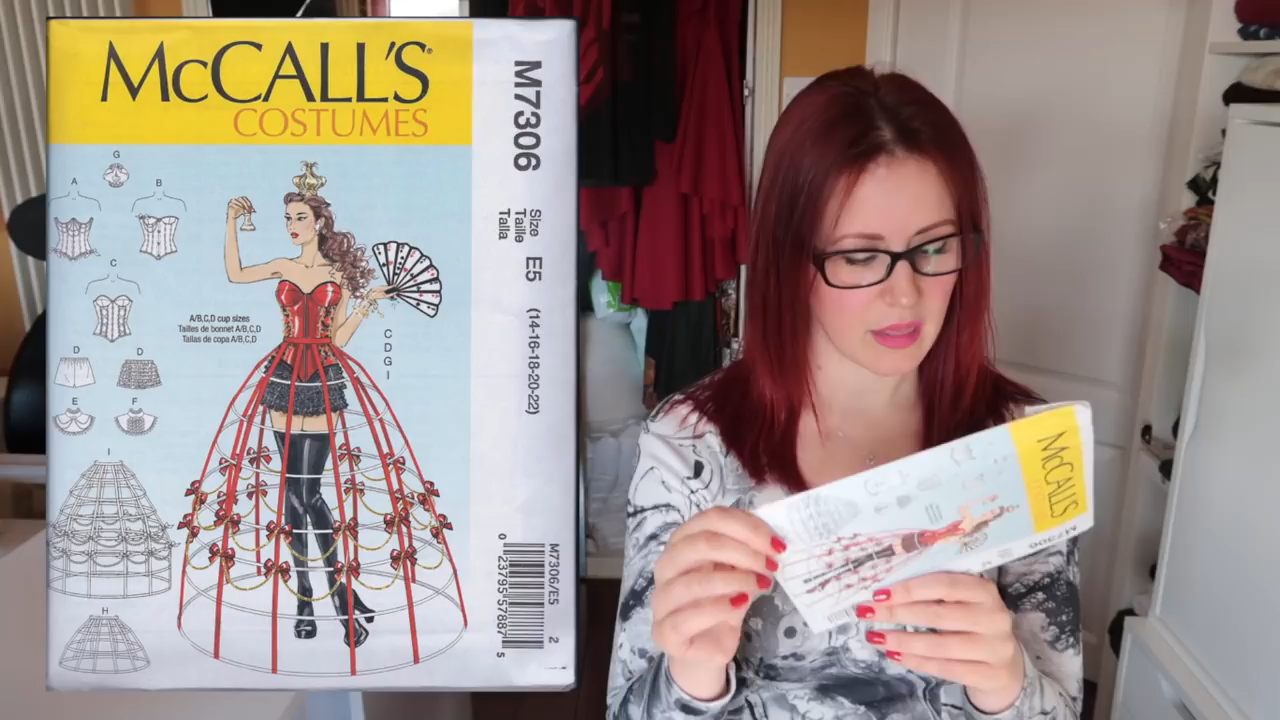 McCALL'S®
COSTUMES
M7306
Size
Taille
Talla
E5
(14-16-18-20-22)
G
A
B
C
A/B,C,D cup sizes
Tailles de bonnet A/B,C,D
Tallas de copa A/B,C,D
C
D
G
I
D
D
E
F
I
H
M7306/E5
2
0
23795 57887
5
McCALL'S
M7306